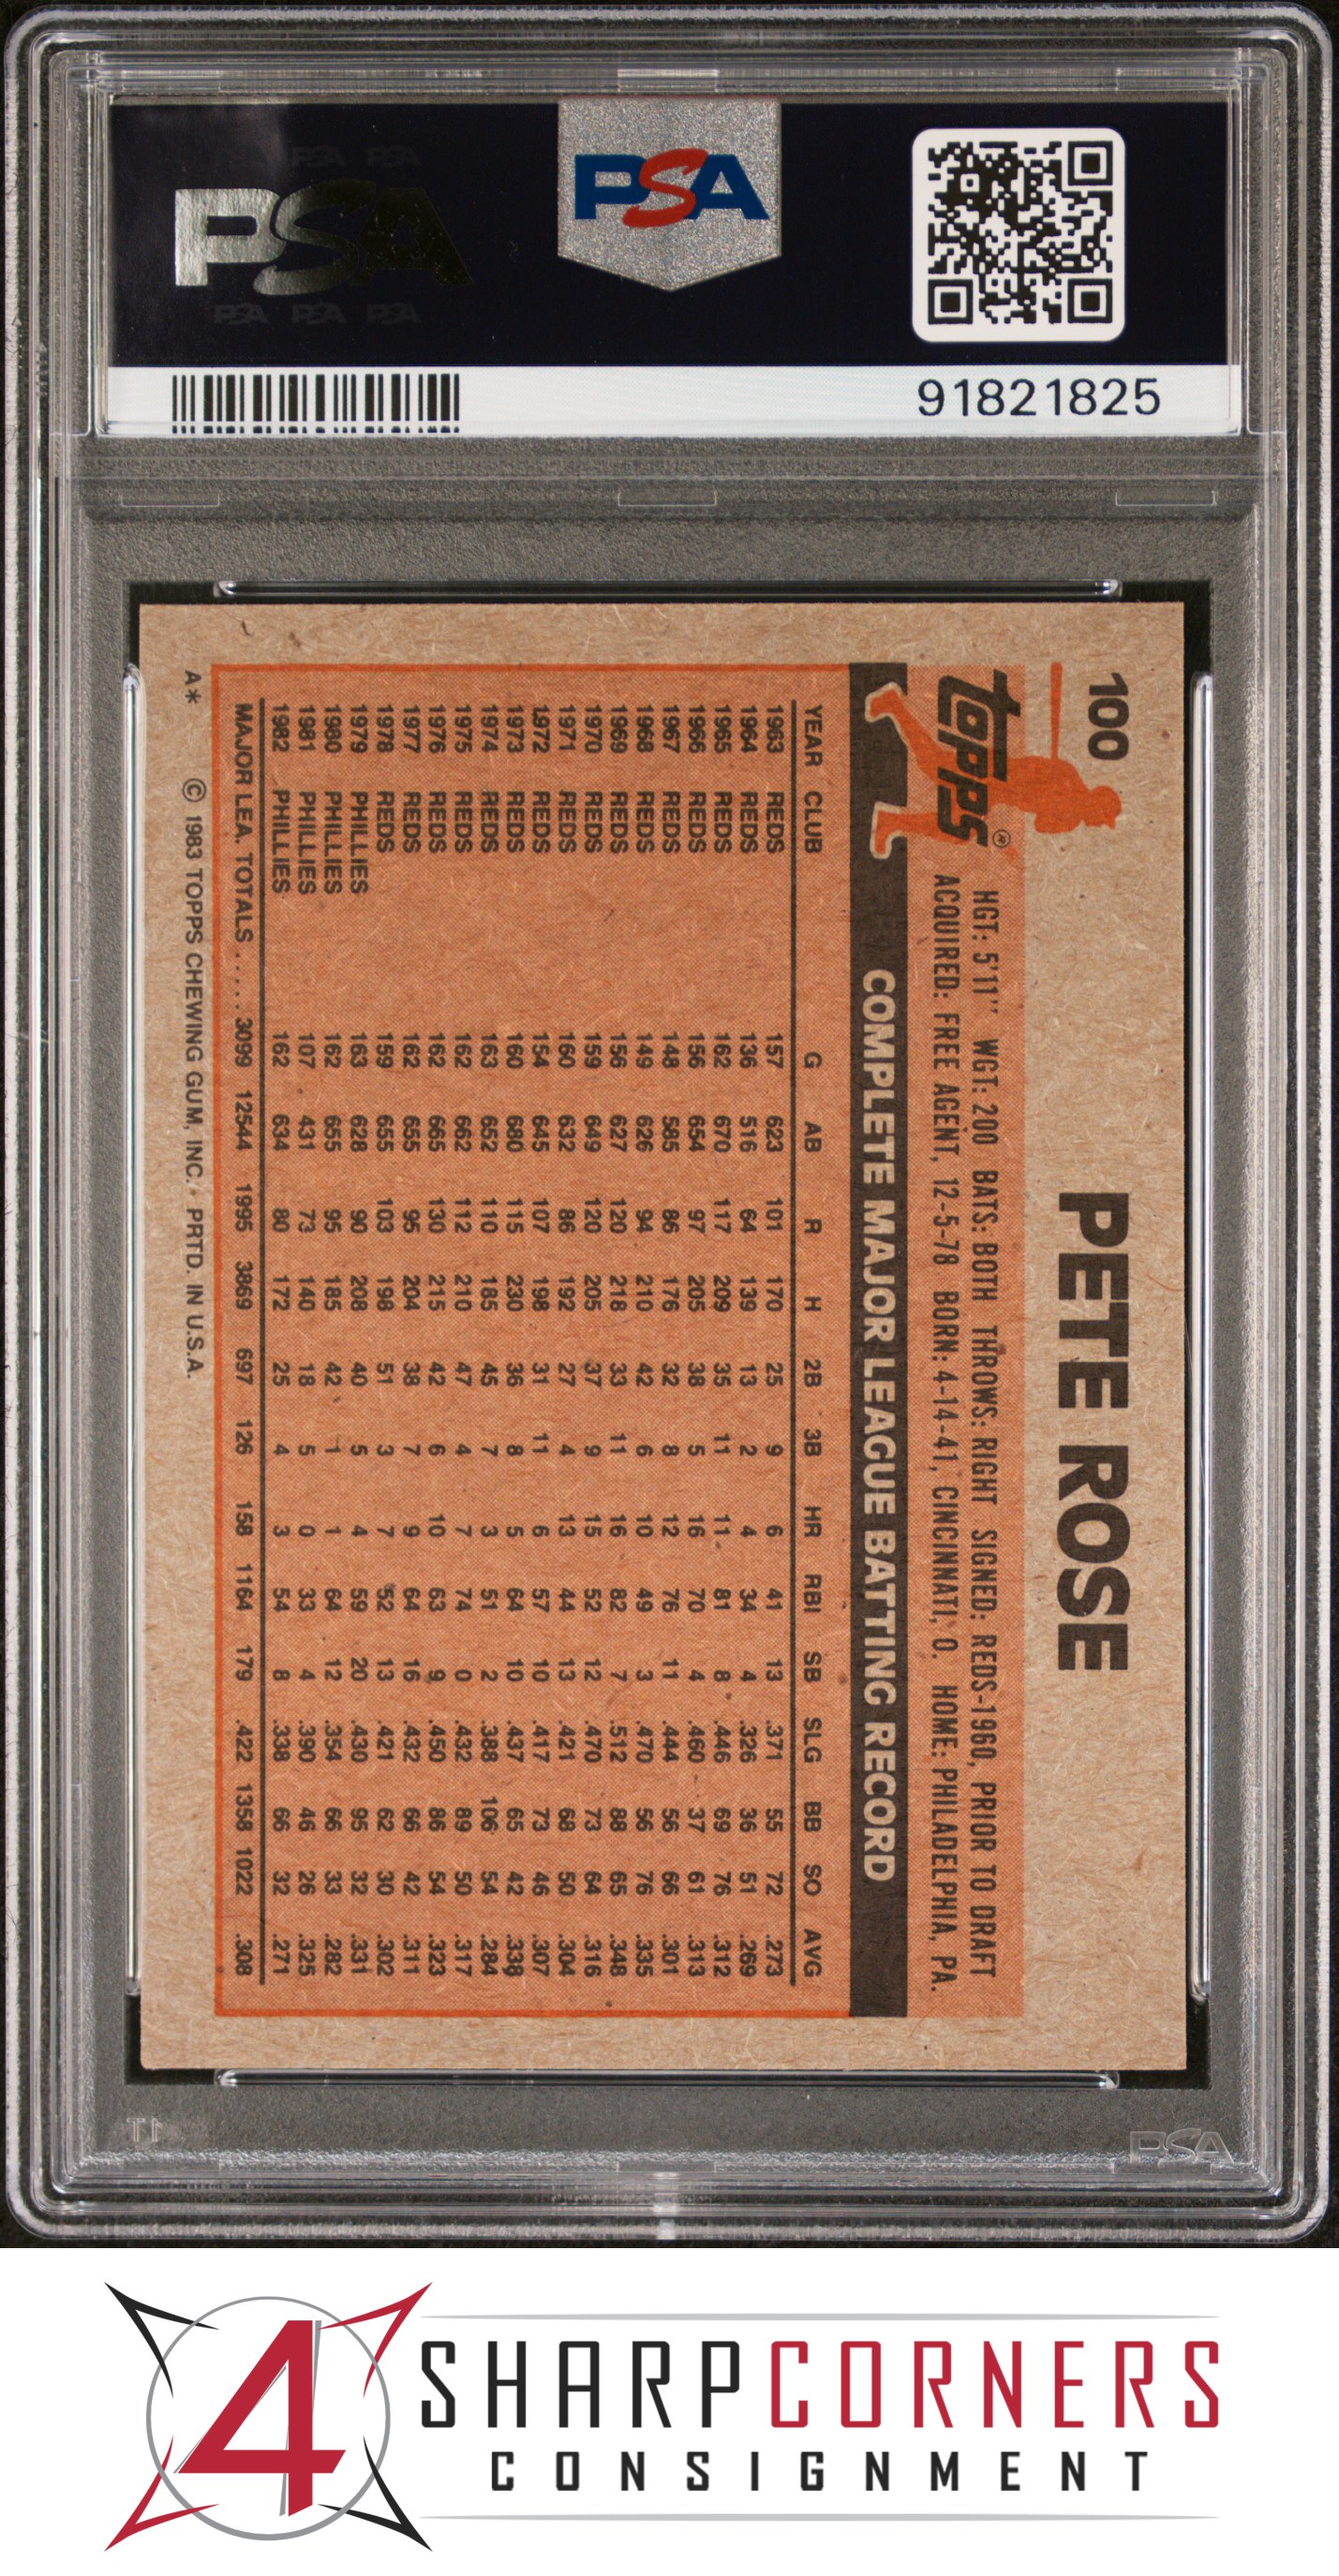 PSA PSA
PSA
PSA PSA PSA
PSA
91821825
100
PETE ROSE
TOPPS®
HGT: 5'11" WGT: 200 BATS: BOTH THROWS: RIGHT SIGNED: REDS-1960, PRIOR TO DRAFT
ACQUIRED: FREE AGENT, 12-5-78 BORN: 4-14-41, CINCINNATI, O. HOME: PHILADELPHIA, PA.
COMPLETE MAJOR LEAGUE BATTING RECORD
YEAR CLUB G AB R H 2B 3B HR RBI SB SLG BB SO AVG
1963 REDS 157 623 101 170 25 9 6 41 13 .371 55 72 .273
1964 REDS 136 516 64 139 13 2 4 34 4 .326 36 51 .269
1965 REDS 162 670 117 209 35 11 11 81 8 .446 69 76 .312
1966 REDS 156 654 97 205 38 5 16 70 4 .460 37 61 .313
1967 REDS 148 585 86 176 32 8 12 76 11 .444 56 66 .301
1968 REDS 149 626 94 210 42 6 10 49 3 .470 56 76 .335
1969 REDS 156 627 120 218 33 11 16 82 7 .512 88 65 .348
1970 REDS 159 649 120 205 37 9 15 52 12 .470 73 64 .316
1971 REDS 160 632 86 192 27 4 13 44 13 .421 68 50 .304
1972 REDS 154 645 107 198 31 11 6 57 10 .417 73 46 .307
1973 REDS 160 680 115 230 36 8 5 64 10 .437 65 42 .338
1974 REDS 163 652 110 185 45 7 3 51 2 .388 106 54 .284
1975 REDS 162 662 112 210 47 4 7 74 0 .432 89 50 .317
1976 REDS 162 665 130 215 42 6 10 63 9 .450 86 54 .323
1977 REDS 162 655 95 204 38 7 9 64 16 .432 66 42 .311
1978 REDS 159 655 103 198 51 3 7 52 13 .421 62 30 .302
1979 PHILLIES 163 628 90 208 40 5 4 59 20 .430 95 32 .331
1980 PHILLIES 162 655 95 185 42 1 1 64 12 .354 66 33 .282
1981 PHILLIES 107 431 73 140 18 5 0 33 4 .390 46 26 .325
1982 PHILLIES 162 634 80 172 25 4 3 54 8 .338 66 32 .271
MAJOR LEA. TOTALS.....3099 12544 1995 3869 697 126 158 1164 179 .422 1358 1022 .308
A* © 1983 TOPPS CHEWING GUM, INC. PRTD. IN U.S.A.
PSA
4 SHARPCORNERS
CONSIGNMENT